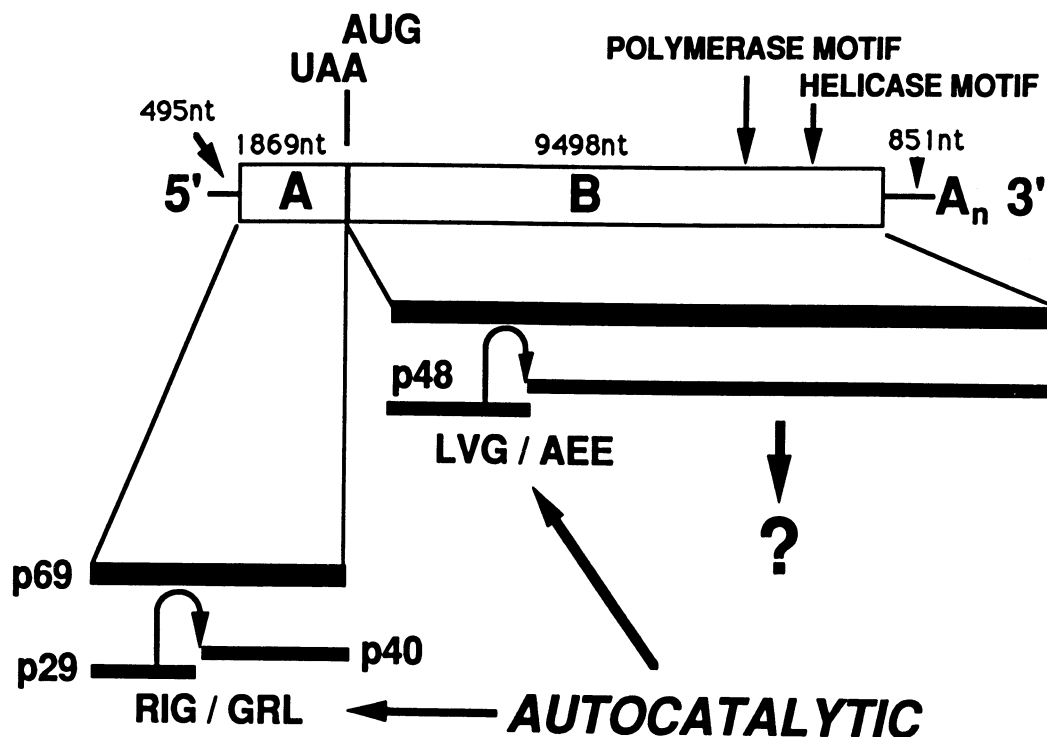 AUG
UAA
POLYMERASE MOTIF
HELICASE MOTIF
495nt
1869nt
9498nt
851nt
5'
A
B
An 3'
p48
LVG / AEE
?
p69
p29
p40
RIG / GRL
AUTOCATALYTIC